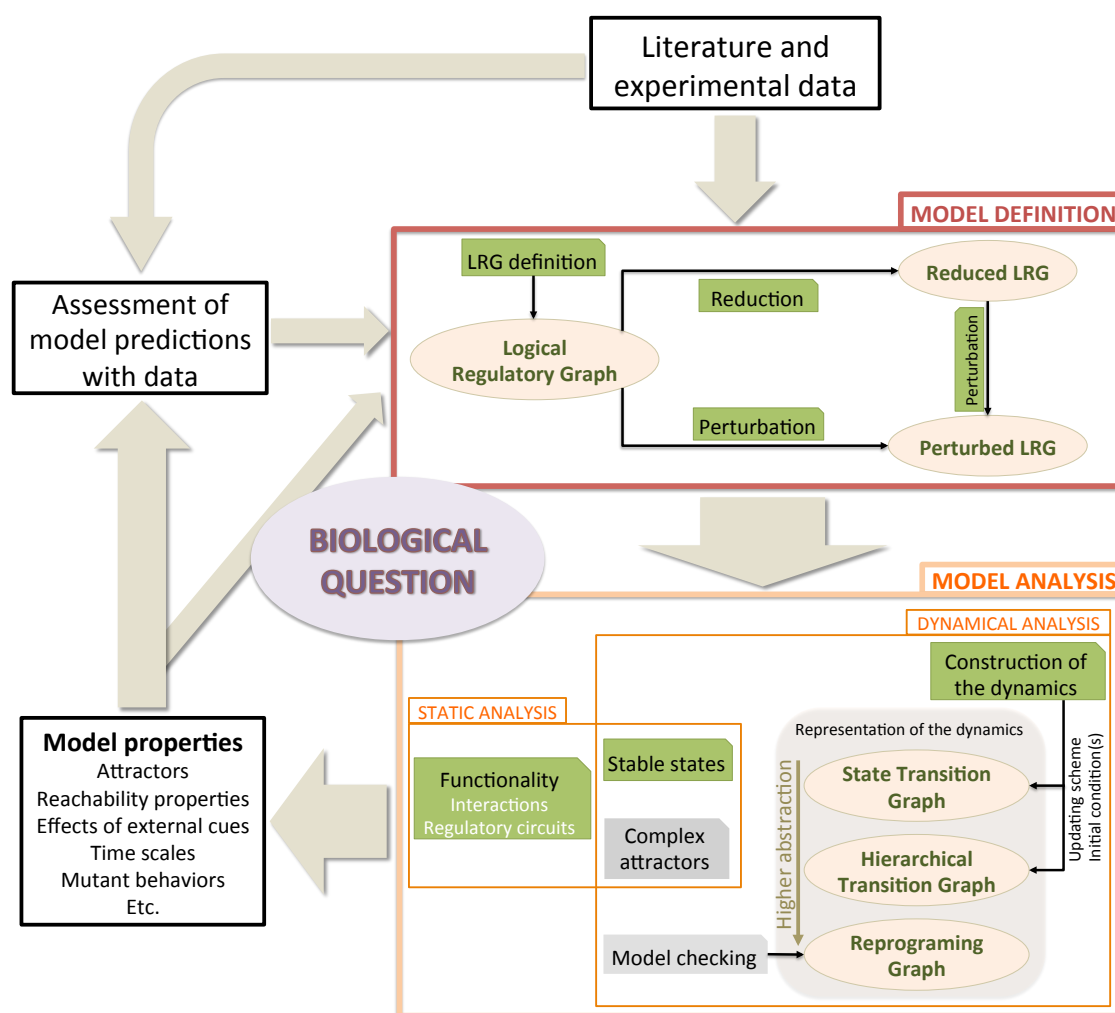 Literature and
experimental data
MODEL DEFINITION
LRG definition
Reduced LRG
Reduction
Logical
Regulatory Graph
Perturbation
Perturbation
Perturbed LRG
Assessment of
model predictions
with data
BIOLOGICAL
QUESTION
MODEL ANALYSIS
DYNAMICAL ANALYSIS
Construction of
the dynamics
STATIC ANALYSIS
Functionality
Interactions
Regulatory circuits
Stable states
Complex
attractors
Model checking
Representation of the dynamics
Higher abstraction
State Transition
Graph
Hierarchical
Transition Graph
Reprograming
Graph
Updating scheme
Initial condition(s)
Model properties
Attractors
Reachability properties
Effects of external cues
Time scales
Mutant behaviors
Etc.